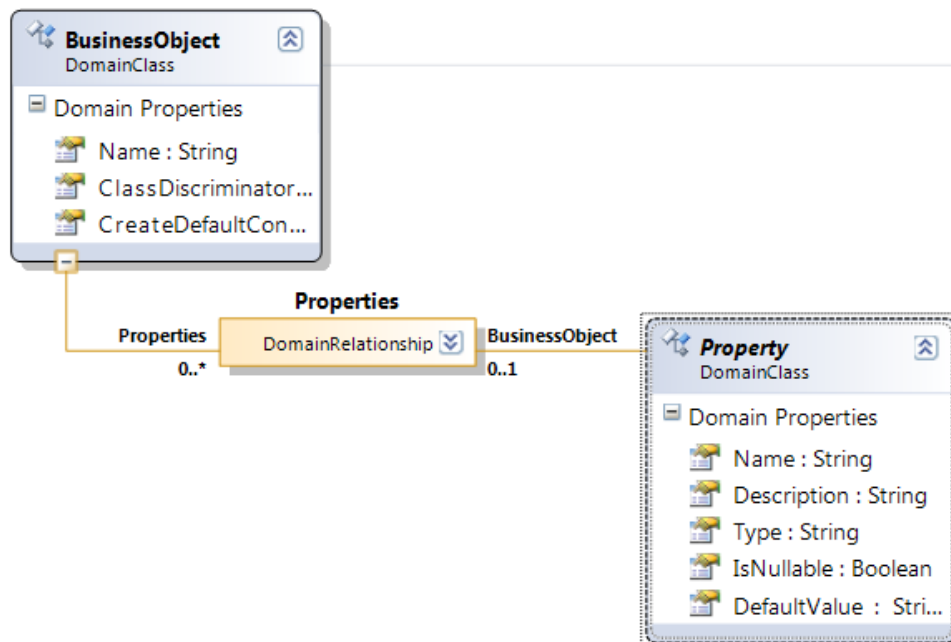 BusinessObject
DomainClass
Domain Properties
Name : String
ClassDiscriminator...
CreateDefaultCon...
Properties
Properties
0..*
DomainRelationship
BusinessObject
0..1
Property
DomainClass
Domain Properties
Name : String
Description : String
Type : String
IsNullable : Boolean
DefaultValue : Stri...